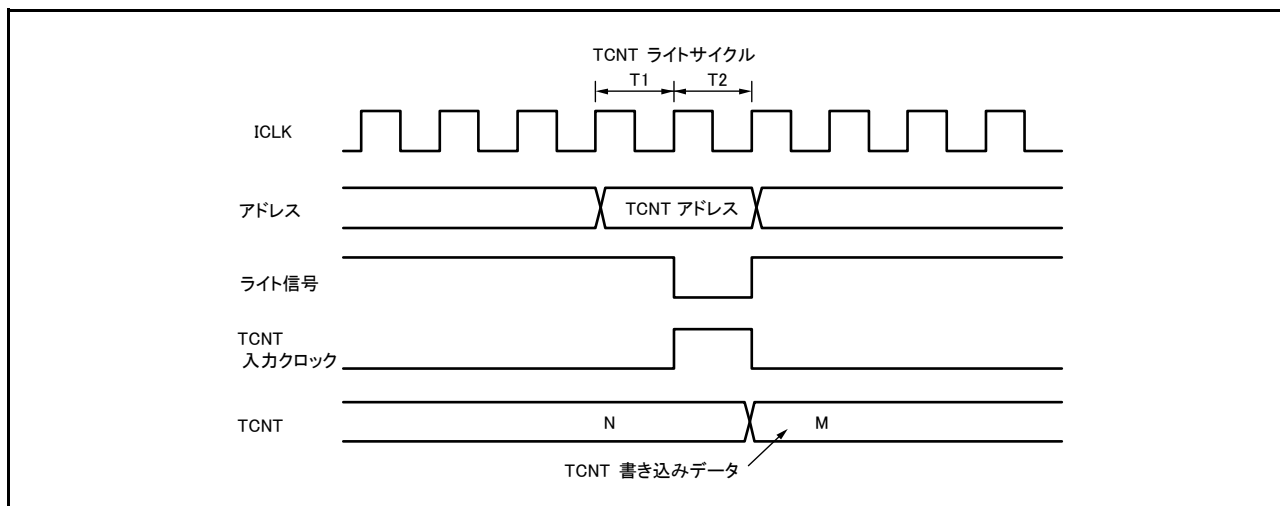 TCNT ライトサイクル
T1
T2
ICLK
アドレス
TCNT アドレス
ライト信号
TCNT
入力クロック
TCNT
N
M
TCNT 書き込みデータ